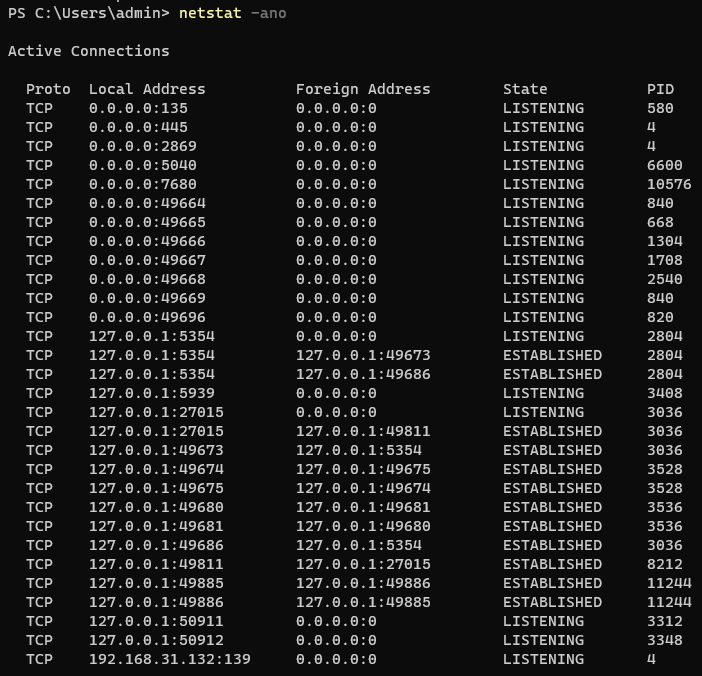 PS C:\Users\admin> netstat -ano
Active Connections
Proto Local Address Foreign Address State PID
TCP 0.0.0.0:135 0.0.0.0:0 LISTENING 580
TCP 0.0.0.0:445 0.0.0.0:0 LISTENING 4
TCP 0.0.0.0:2869 0.0.0.0:0 LISTENING 4
TCP 0.0.0.0:5040 0.0.0.0:0 LISTENING 6600
TCP 0.0.0.0:7680 0.0.0.0:0 LISTENING 10576
TCP 0.0.0.0:49664 0.0.0.0:0 LISTENING 840
TCP 0.0.0.0:49665 0.0.0.0:0 LISTENING 668
TCP 0.0.0.0:49666 0.0.0.0:0 LISTENING 1304
TCP 0.0.0.0:49667 0.0.0.0:0 LISTENING 1708
TCP 0.0.0.0:49668 0.0.0.0:0 LISTENING 2540
TCP 0.0.0.0:49669 0.0.0.0:0 LISTENING 840
TCP 0.0.0.0:49696 0.0.0.0:0 LISTENING 820
TCP 127.0.0.1:5354 0.0.0.0:0 LISTENING 2804
TCP 127.0.0.1:5354 127.0.0.1:49673 ESTABLISHED 2804
TCP 127.0.0.1:5354 127.0.0.1:49686 ESTABLISHED 2804
TCP 127.0.0.1:5939 0.0.0.0:0 LISTENING 3408
TCP 127.0.0.1:27015 0.0.0.0:0 LISTENING 3036
TCP 127.0.0.1:27015 127.0.0.1:49811 ESTABLISHED 3036
TCP 127.0.0.1:49673 127.0.0.1:5354 ESTABLISHED 3036
TCP 127.0.0.1:49674 127.0.0.1:49675 ESTABLISHED 3528
TCP 127.0.0.1:49675 127.0.0.1:49674 ESTABLISHED 3528
TCP 127.0.0.1:49680 127.0.0.1:49681 ESTABLISHED 3536
TCP 127.0.0.1:49681 127.0.0.1:49680 ESTABLISHED 3536
TCP 127.0.0.1:49686 127.0.0.1:5354 ESTABLISHED 3036
TCP 127.0.0.1:49811 127.0.0.1:27015 ESTABLISHED 8212
TCP 127.0.0.1:49885 127.0.0.1:49886 ESTABLISHED 11244
TCP 127.0.0.1:49886 127.0.0.1:49885 ESTABLISHED 11244
TCP 127.0.0.1:50911 0.0.0.0:0 LISTENING 3312
TCP 127.0.0.1:50912 0.0.0.0:0 LISTENING 3348
TCP 192.168.31.132:139 0.0.0.0:0 LISTENING 4